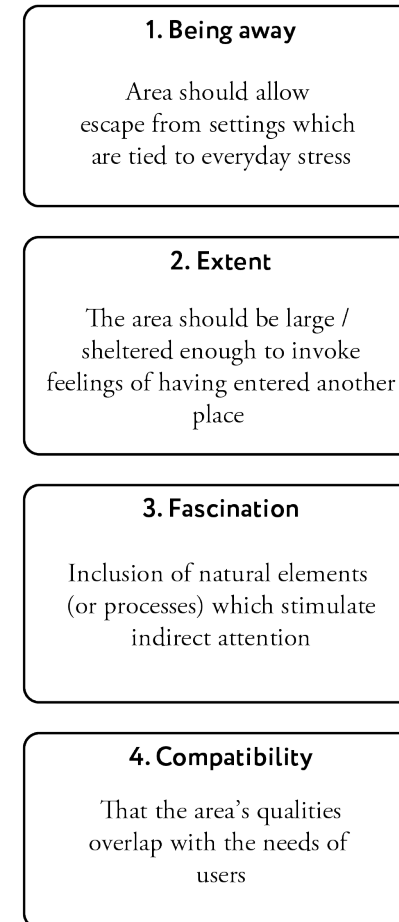 1. Being away
Area should allow
escape from settings which
are tied to everyday stress
2. Extent
The area should be large /
sheltered enough to invoke
feelings of having entered another
place
3. Fascination
Inclusion of natural elements
(or processes) which stimulate
indirect attention
4. Compatibility
That the area's qualities
overlap with the needs of
users